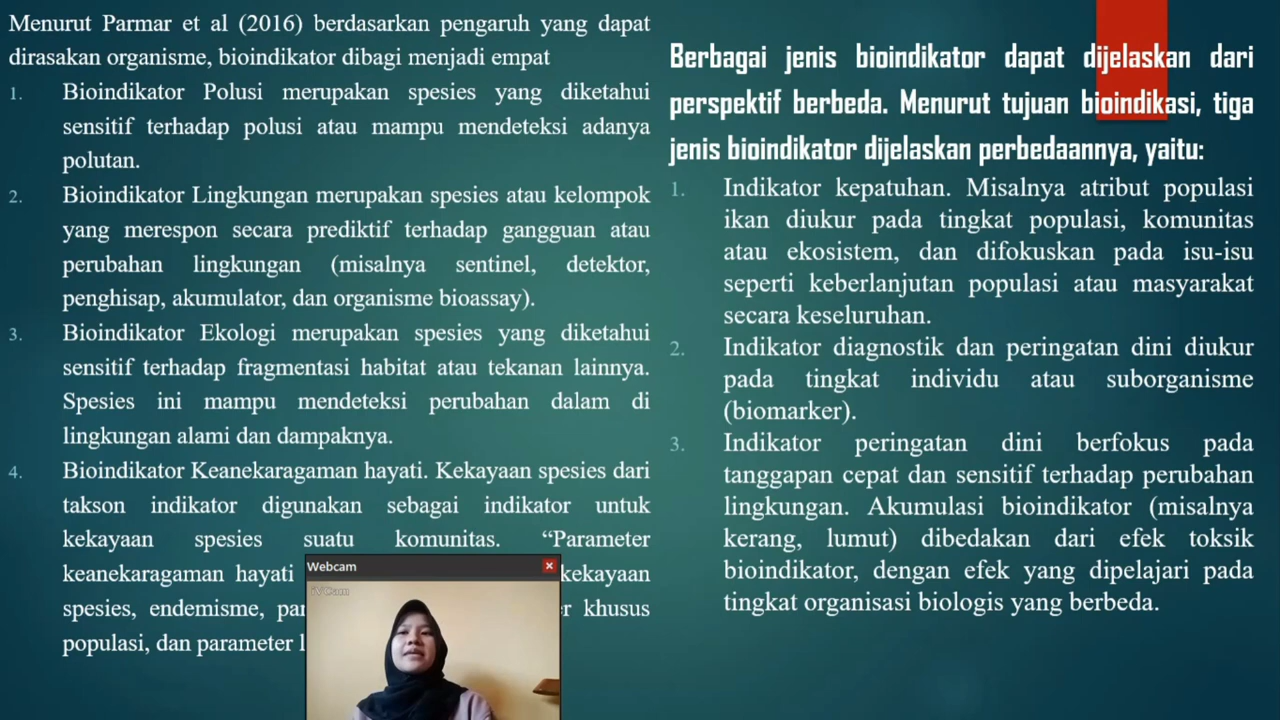 Menurut Parmar et al (2016) berdasarkan pengaruh yang dapat
dirasakan organisme, bioindikator dibagi menjadi empat
1. Bioindikator Polusi merupakan spesies yang diketahui
sensitif terhadap polusi atau mampu mendeteksi adanya
polutan.
2. Bioindikator Lingkungan merupakan spesies atau kelompok
yang merespon secara prediktif terhadap gangguan atau
perubahan lingkungan (misalnya sentinel, detektor,
penghisap, akumulator, dan organisme bioassay).
3. Bioindikator Ekologi merupakan spesies yang diketahui
sensitif terhadap fragmentasi habitat atau tekanan lainnya.
Spesies ini mampu mendeteksi perubahan dalam di
lingkungan alami dan dampaknya.
4. Bioindikator Keanekaragaman hayati. Kekayaan spesies dari
takson indikator digunakan sebagai indikator untuk
kekayaan spesies suatu komunitas. “Parameter
keanekaragaman hayati kekayaan
spesies, endemisme, khusus
populasi, dan parameter
Berbagai jenis bioindikator dapat dijelaskan dari
perspektif berbeda. Menurut tujuan bioindikasi, tiga
jenis bioindikator dijelaskan perbedaannya, yaitu:
1. Indikator kepatuhan. Misalnya atribut populasi
ikan diukur pada tingkat populasi, komunitas
atau ekosistem, dan difokuskan pada isu-isu
seperti keberlanjutan populasi atau masyarakat
secara keseluruhan.
2. Indikator diagnostik dan peringatan dini diukur
pada tingkat individu atau suborganisme
(biomarker).
3. Indikator peringatan dini berfokus pada
tanggapan cepat dan sensitif terhadap perubahan
lingkungan. Akumulasi bioindikator (misalnya
kerang, lumut) dibedakan dari efek toksik
bioindikator, dengan efek yang dipelajari pada
tingkat organisasi biologis yang berbeda.
Webcam
iVCam